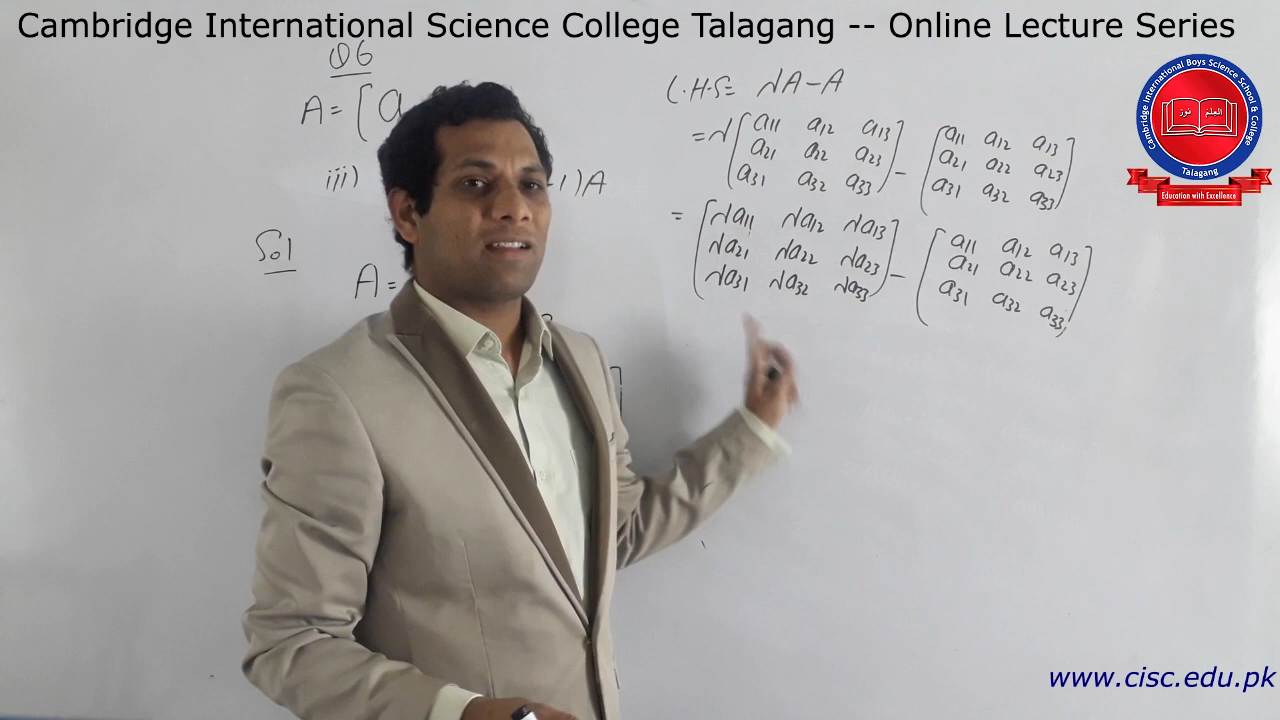 Cambridge International Science College Talagang -- Online Lecture Series
Q6
A = [a
iii) -1)A
Sol
A =
L.H.S = λA - A
= λ[a11 a12 a13
a21 a22 a23
a31 a32 a33] - [a11 a12 a13
a21 a22 a23
a31 a32 a33]
= [λa11 λa12 λa13
λa21 λa22 λa23
λa31 λa32 λa33] - [a11 a12 a13
a21 a22 a23
a31 a32 a33]
Cambridge International Boys Science School & College
Talagang
Education with Excellence
www.cisc.edu.pk